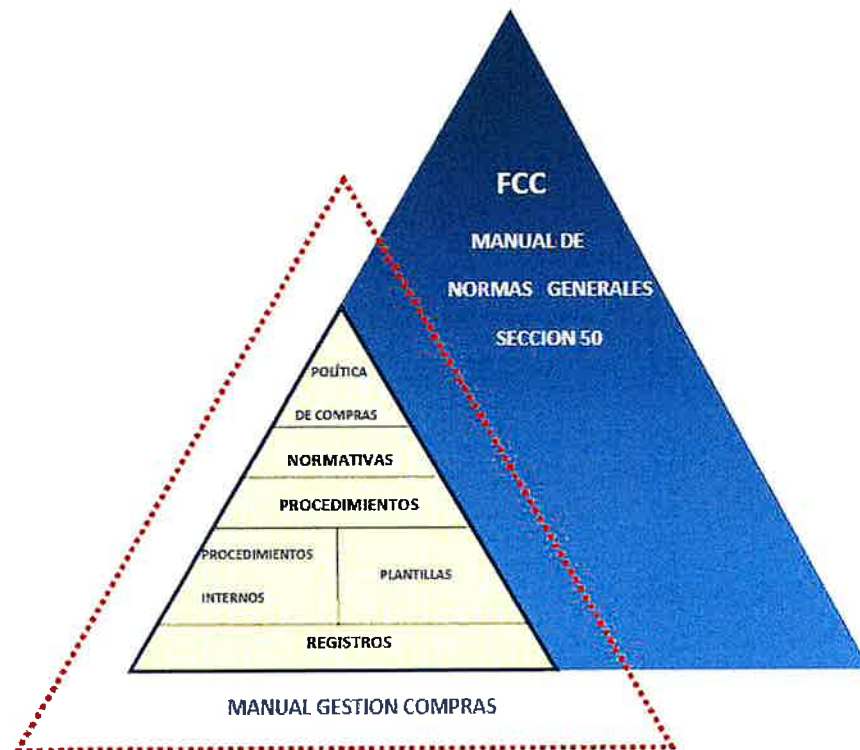 FCC
MANUAL DE
NORMAS GENERALES
SECCION 50
POLÍTICA
DE COMPRAS
NORMATIVAS
PROCEDIMIENTOS
PROCEDIMIENTOS
INTERNOS
PLANTILLAS
REGISTROS
MANUAL GESTION COMPRAS